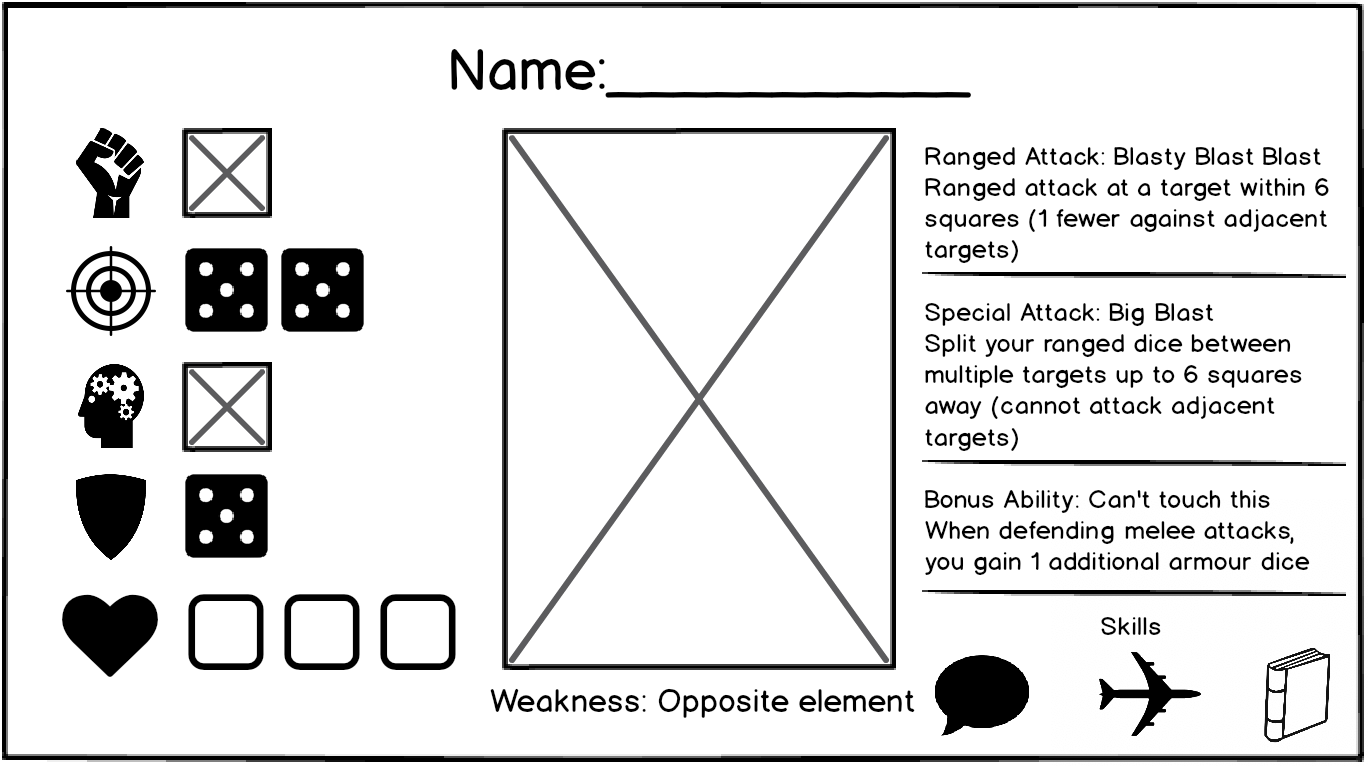 Name:
Ranged Attack: Blasty Blast Blast
Ranged attack at a target within 6
squares (1 fewer against adjacent
targets)
Special Attack: Big Blast
Split your ranged dice between
multiple targets up to 6 squares
away (cannot attack adjacent
targets)
Bonus Ability: Can't touch this
When defending melee attacks,
you gain 1 additional armour dice
Skills
Weakness: Opposite element